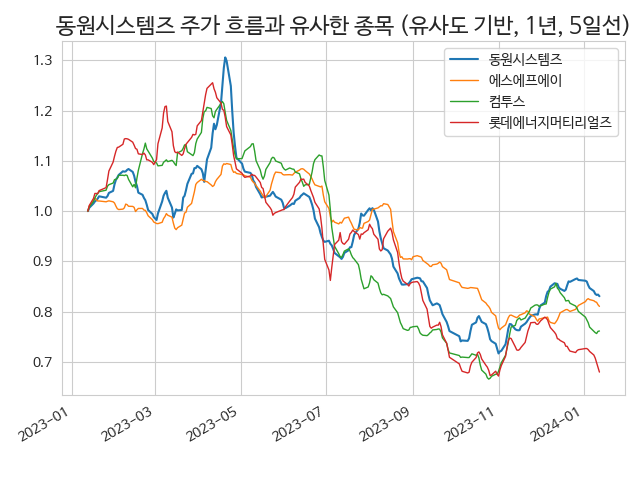 동원시스템즈 주가 흐름과 유사한 종목 (유사도 기반, 1년, 5일선)
동원시스템즈
에스에프에이
컴투스
롯데에너지머티리얼즈
1.3
1.2
1.1
1.0
0.9
0.8
0.7
2023-01
2023-03
2023-05
2023-07
2023-09
2023-11
2024-01